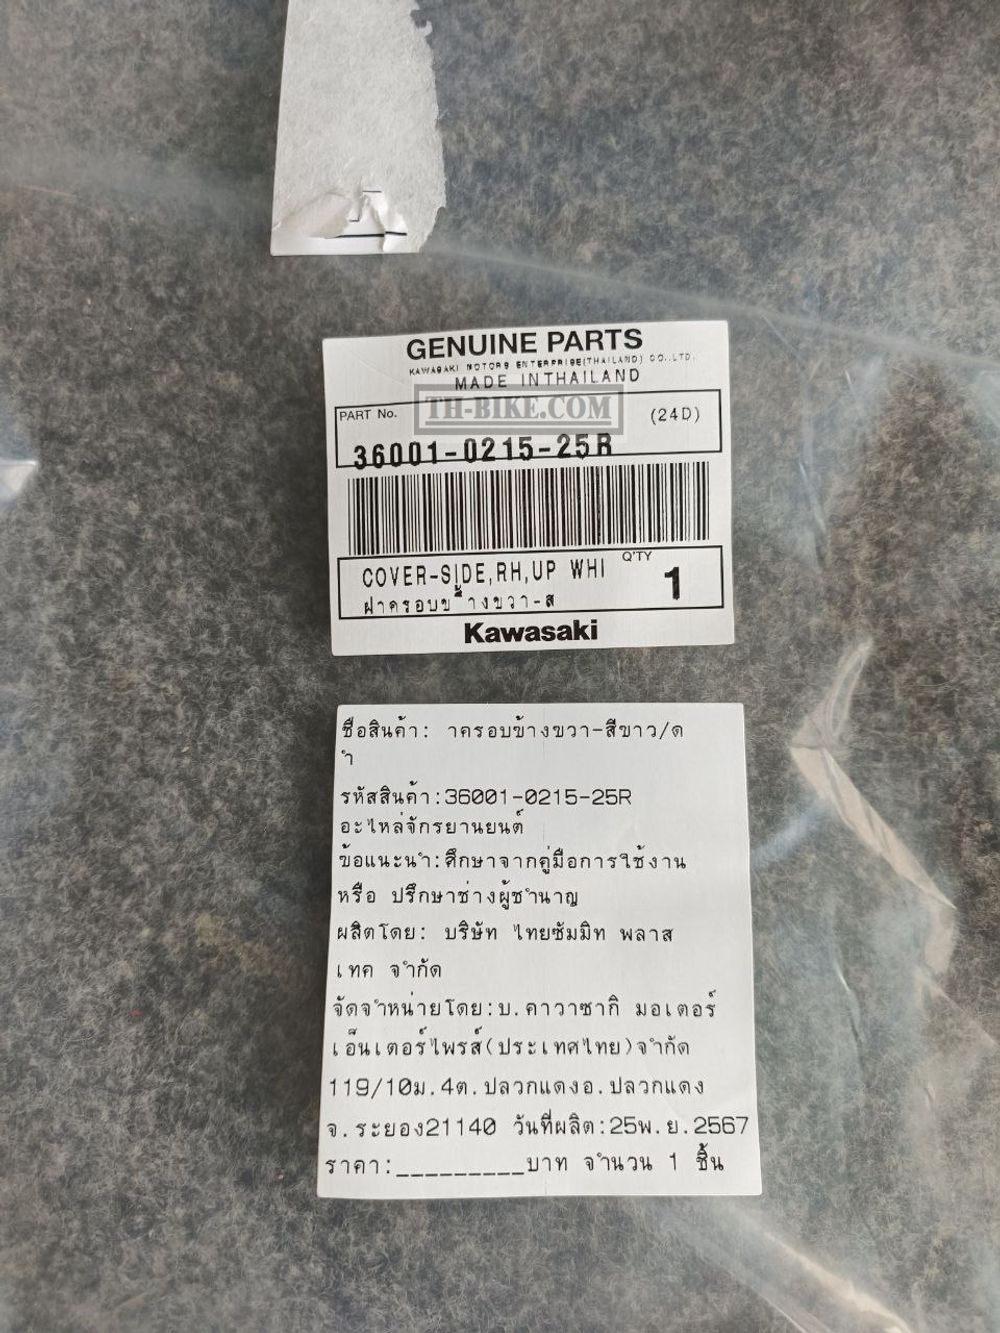 GENUINE PARTS
KAWASAKI MOTORS ENTERPRISE(THAILAND) CO.,LTD.
MADE INTHAILAND
PART No. TH-BIKE.COM (24D)
36001-0215-25R
COVER-SIDE,RH,UP WHI Q'TY 1
ฝาครอบข้างขวา-ส
Kawasaki
ชื่อสินค้า: าครอบข้างขวา-สีขาว/ด
ำ
รหัสสินค้า:36001-0215-25R
อะไหล่จักรยานยนต์
ข้อแนะนำ:ศึกษาจากคู่มือการใช้งาน
หรือ ปรึกษาช่างผู้ชำนาญ
ผลิตโดย: บริษัท ไทยซัมมิท พลาส
เทค จำกัด
จัดจำหน่ายโดย:บ.คาวาซากิ มอเตอร์
เอ็นเตอร์ไพรส์(ประเทศไทย)จำกัด
119/10ม.4ต.ปลวกแดงอ.ปลวกแดง
จ.ระยอง21140 วันที่ผลิต:25พ.ย.2567
ราคา:_________บาท จำนวน 1 ชิ้น